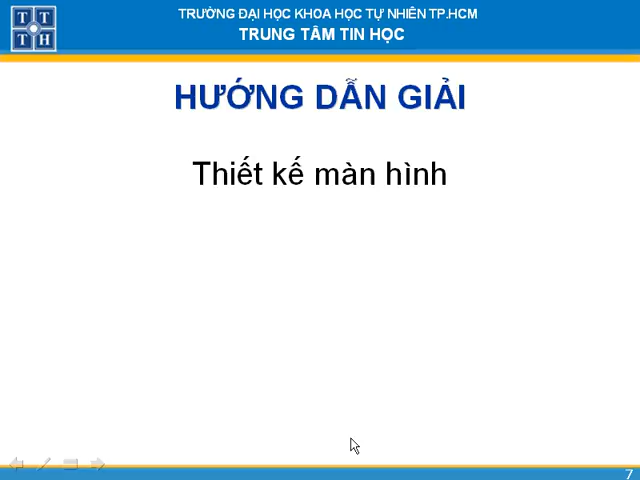 TRƯỜNG ĐẠI HỌC KHOA HỌC TỰ NHIÊN TP.HCM
TRUNG TÂM TIN HỌC
T T
T H
HƯỚNG DẪN GIẢI
Thiết kế màn hình
7